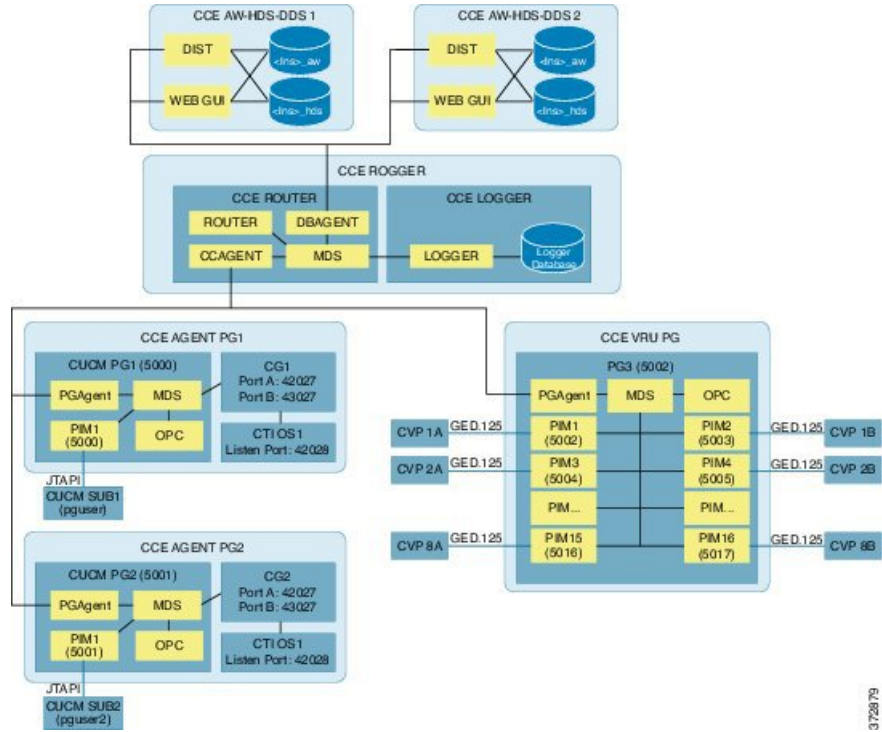 CCE AW-HDS-DDS 1
DIST
<Ins>_aw
WEB GUI
<Ins>_hds
CCE AW-HDS-DDS 2
DIST
<Ins>_aw
WEB GUI
<Ins>_hds
CCE ROGGER
CCE ROUTER
ROUTER
DBAGENT
CCAGENT
MDS
CCE LOGGER
LOGGER
Logger
Database
CCE AGENT PG1
CUCM PG1 (5000)
PGAgent
MDS
PIM1
(5000)
OPC
CG1
Port A: 42027
Port B: 43027
CTI OS1
Listen Port: 42028
JTAPI
CUCM SUB1
(pguser)
CCE AGENT PG2
CUCM PG2 (5001)
PGAgent
MDS
PIM1
(5001)
OPC
CG2
Port A: 42027
Port B: 43027
CTI OS1
Listen Port: 42028
JTAPI
CUCM SUB2
(pguser2)
CCE VRU PG
PG3 (5002)
PGAgent
MDS
OPC
CVP 1A
GED.125
PIM1
(5002)
PIM2
(5003)
GED.125
CVP 1B
CVP 2A
GED.125
PIM3
(5004)
PIM4
(5005)
GED.125
CVP 2B
PIM...
PIM...
CVP 8A
GED.125
PIM15
(5016)
PIM16
(5017)
GED.125
CVP 8B
372879